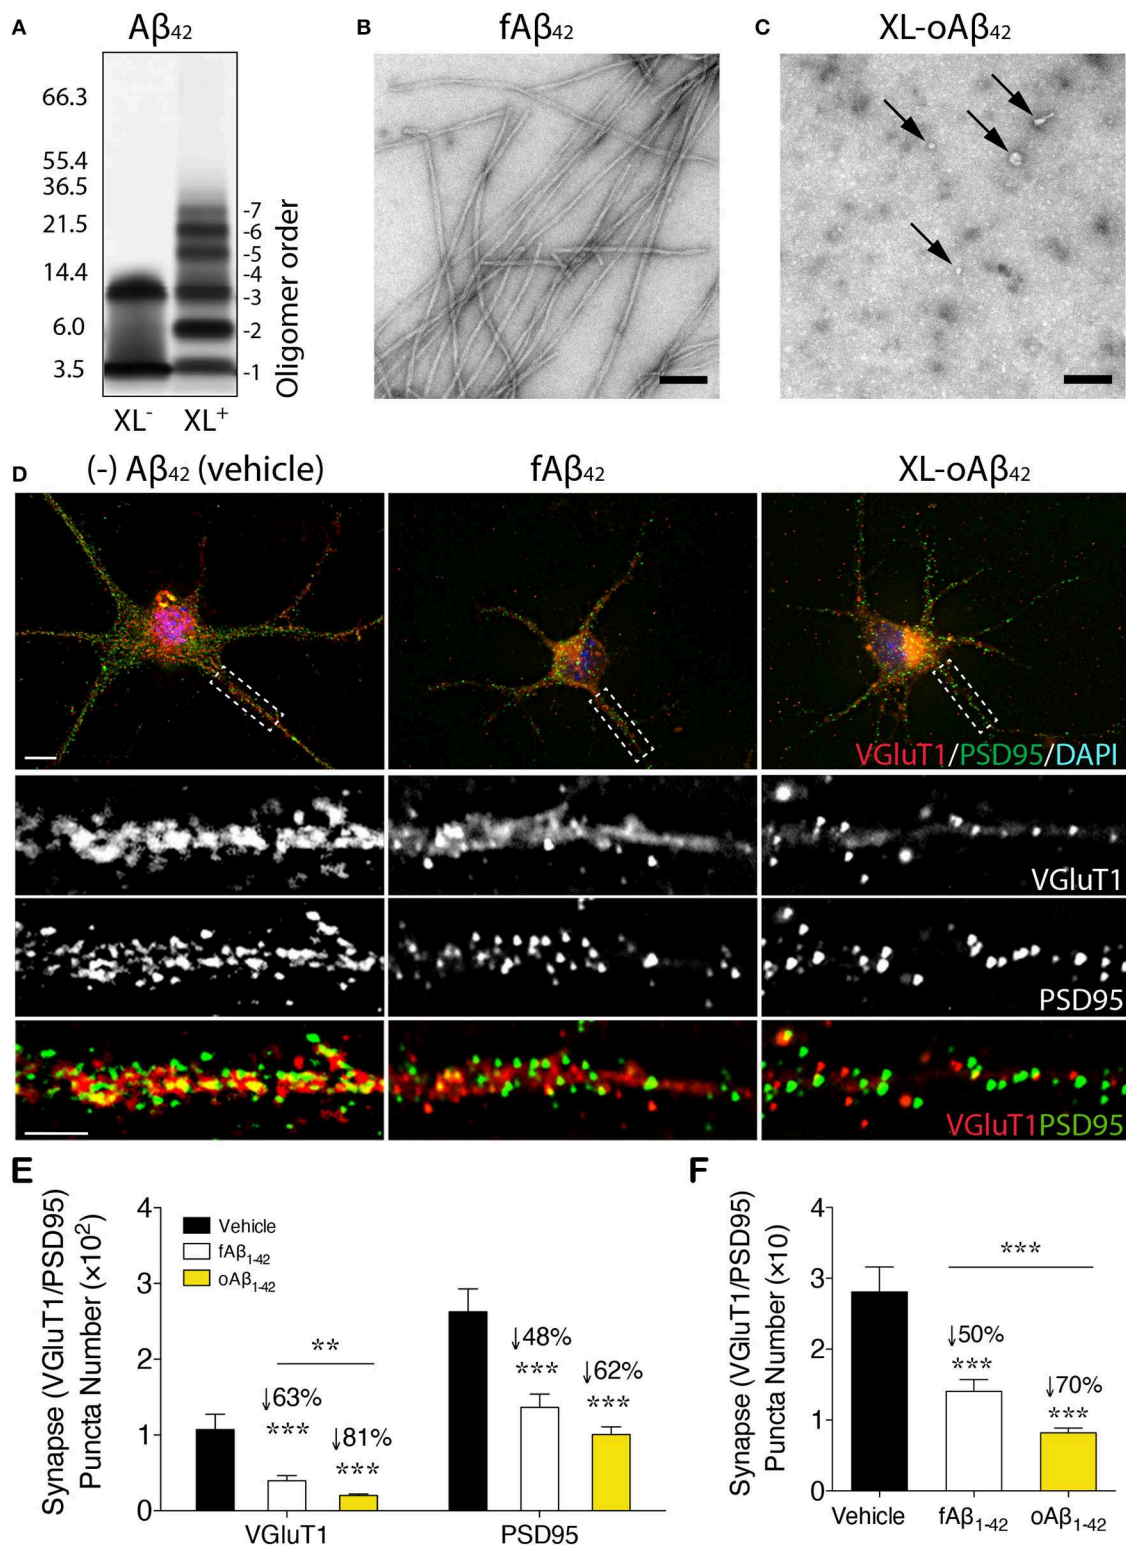 A
Aβ42
66.3
55.4
36.5
21.5
14.4
6.0
3.5
-7
-6
-5
-4
-3
-2
-1
Oligomer order
XL-
XL+
B
fAβ42
C
XL-oAβ42
D
(-) Aβ42 (vehicle)
fAβ42
XL-oAβ42
VGluT1/PSD95/DAPI
VGluT1
PSD95
VGluT1PSD95
E
Synapse (VGluT1/PSD95)
Puncta Number (×10²)
4
3
2
1
0
Vehicle
fAβ1-42
oAβ1-42
**
↓63%
***
↓81%
***
↓48%
***
↓62%
***
VGluT1
PSD95
F
Synapse (VGluT1/PSD95)
Puncta Number (×10)
4
3
2
1
0
***
↓50%
***
↓70%
***
Vehicle
fAβ1-42
oAβ1-42